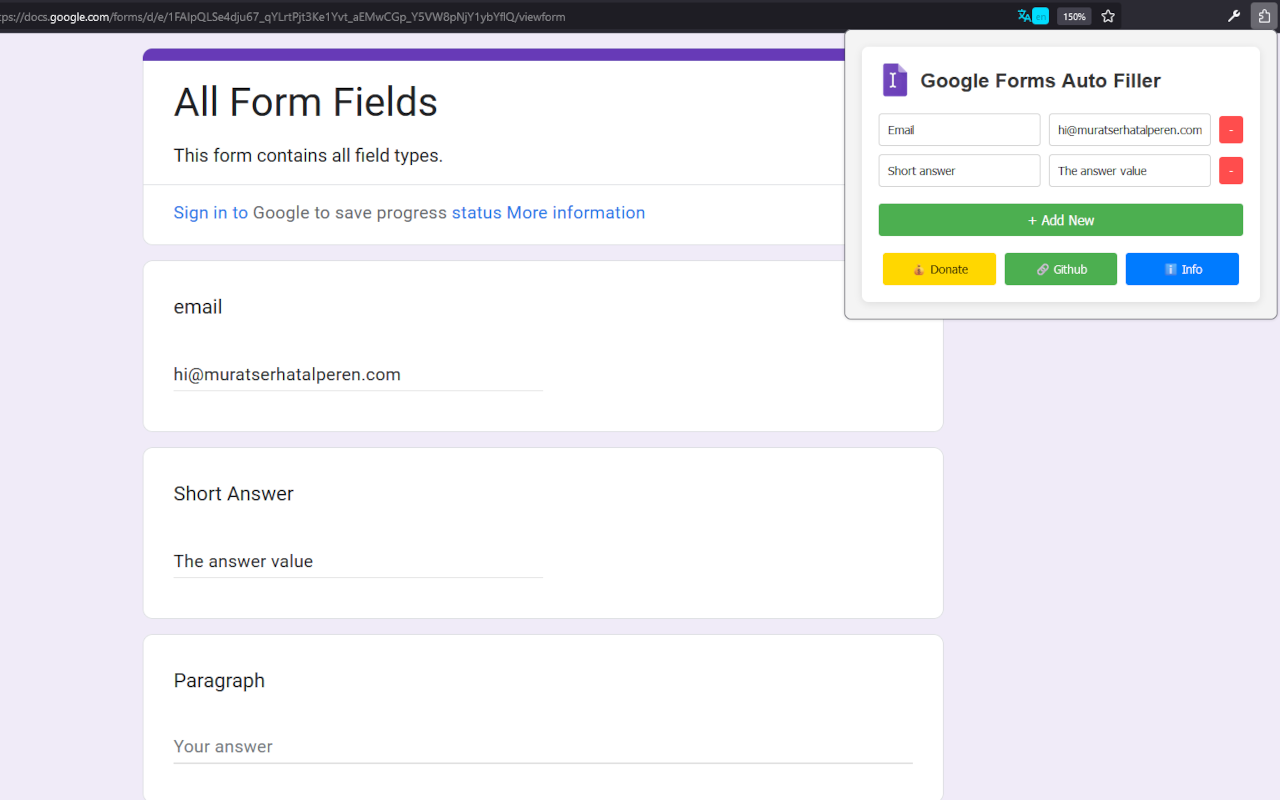 ps://docs.google.com/forms/d/e/1FAIpQLSe4dju67_qYLrtPjt3Ke1Yvt_aEMwCGp_Y5VW8pNjY1ybYflQ/viewform
en
150%
Google Forms Auto Filler
Email
hi@muratserhatalperen.com
-
Short answer
The answer value
-
+ Add New
Donate
Github
Info
All Form Fields
This form contains all field types.
Sign in to Google to save progress status More information
email
hi@muratserhatalperen.com
Short Answer
The answer value
Paragraph
Your answer